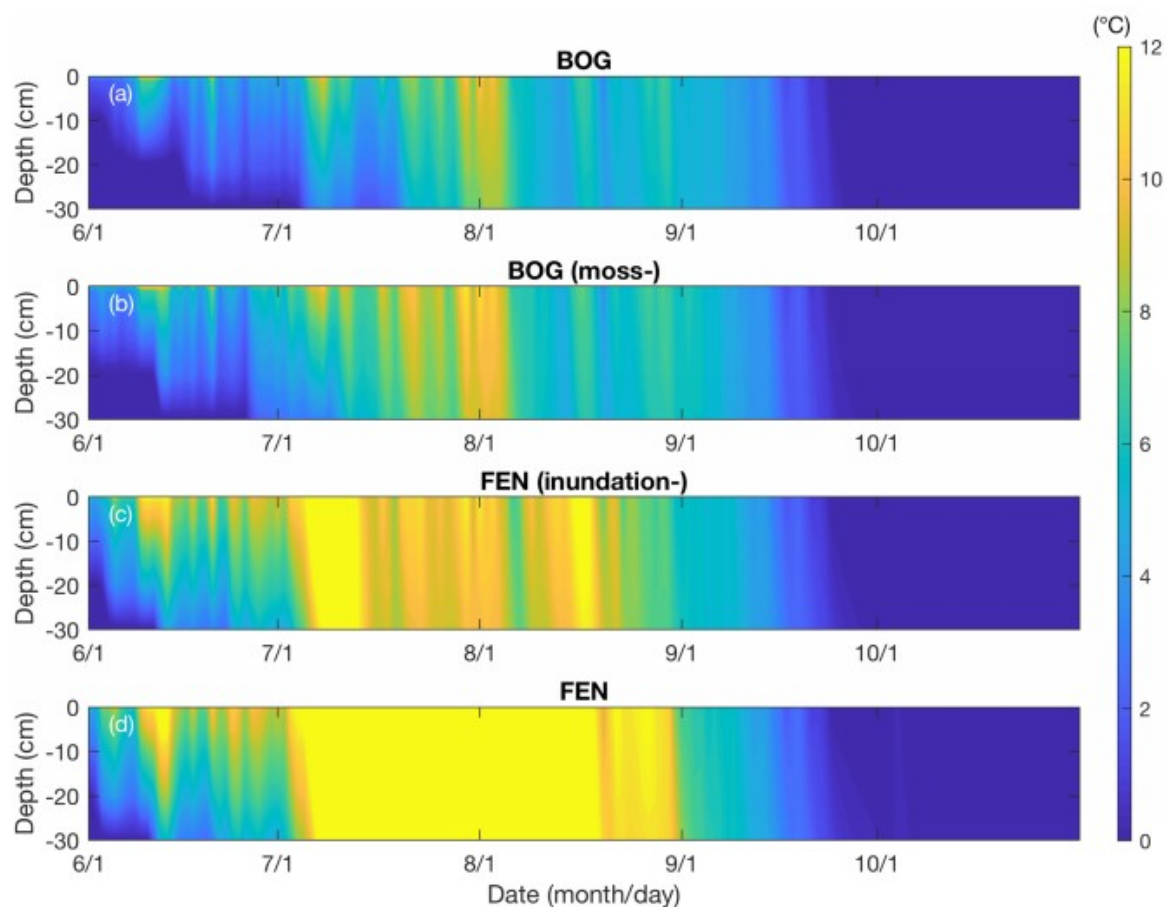 (°C)
BOG
(a)
0
-10
-20
-30
Depth (cm)
6/1 7/1 8/1 9/1 10/1
BOG (moss-)
(b)
0
-10
-20
-30
Depth (cm)
6/1 7/1 8/1 9/1 10/1
FEN (inundation-)
(c)
0
-10
-20
-30
Depth (cm)
6/1 7/1 8/1 9/1 10/1
FEN
(d)
0
-10
-20
-30
Depth (cm)
6/1 7/1 8/1 9/1 10/1
Date (month/day)
12
10
8
6
4
2
0